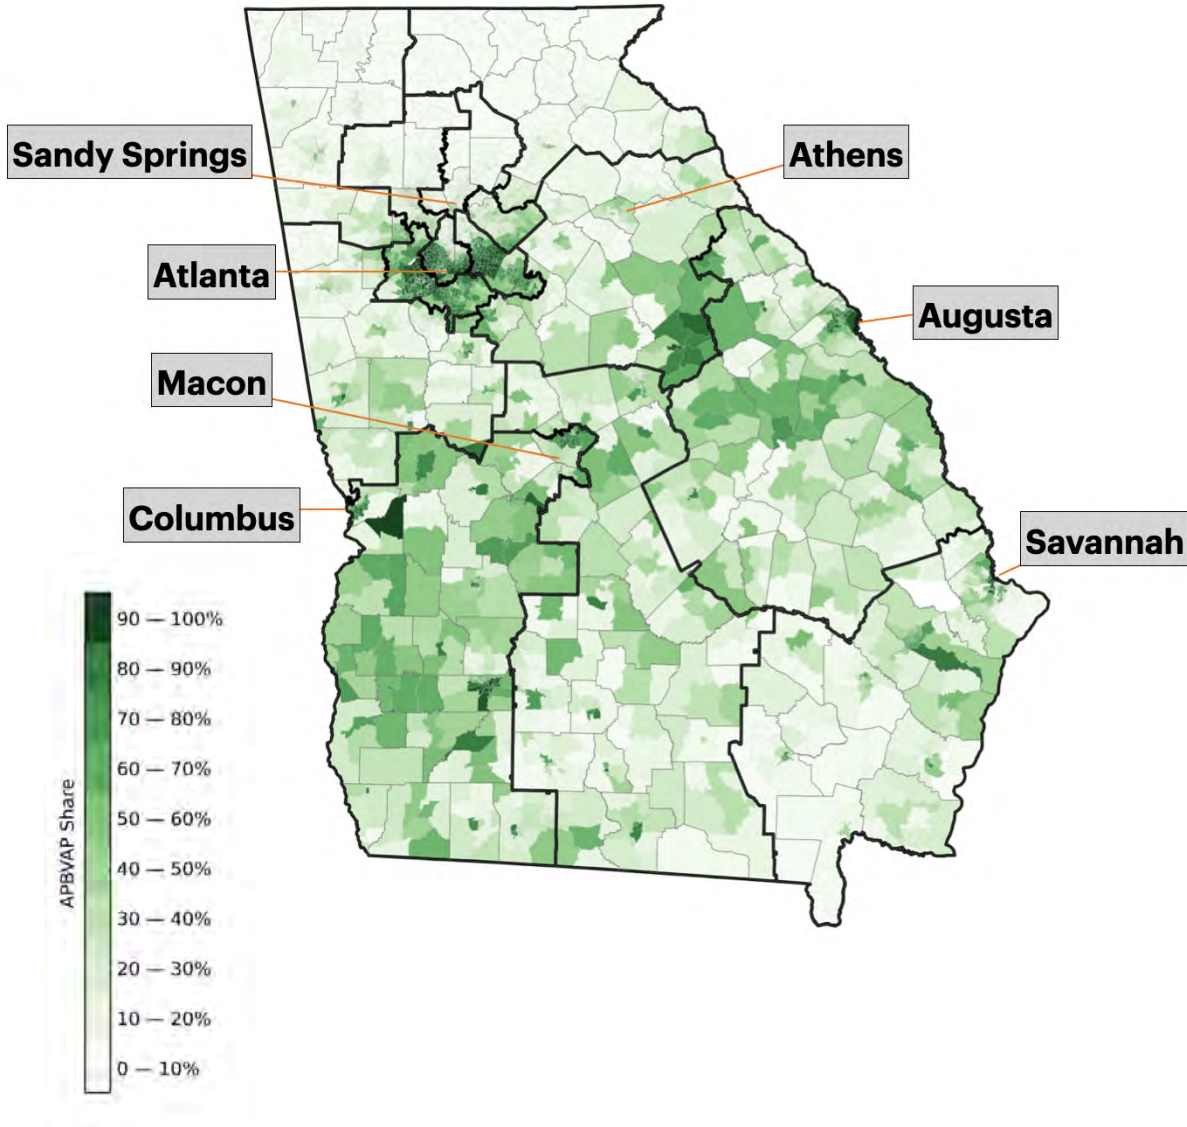 Sandy Springs
Athens
Atlanta
Augusta
Macon
Columbus
Savannah
APBVAP Share
90 — 100%
80 — 90%
70 — 80%
60 — 70%
50 — 60%
40 — 50%
30 — 40%
20 — 30%
10 — 20%
0 — 10%